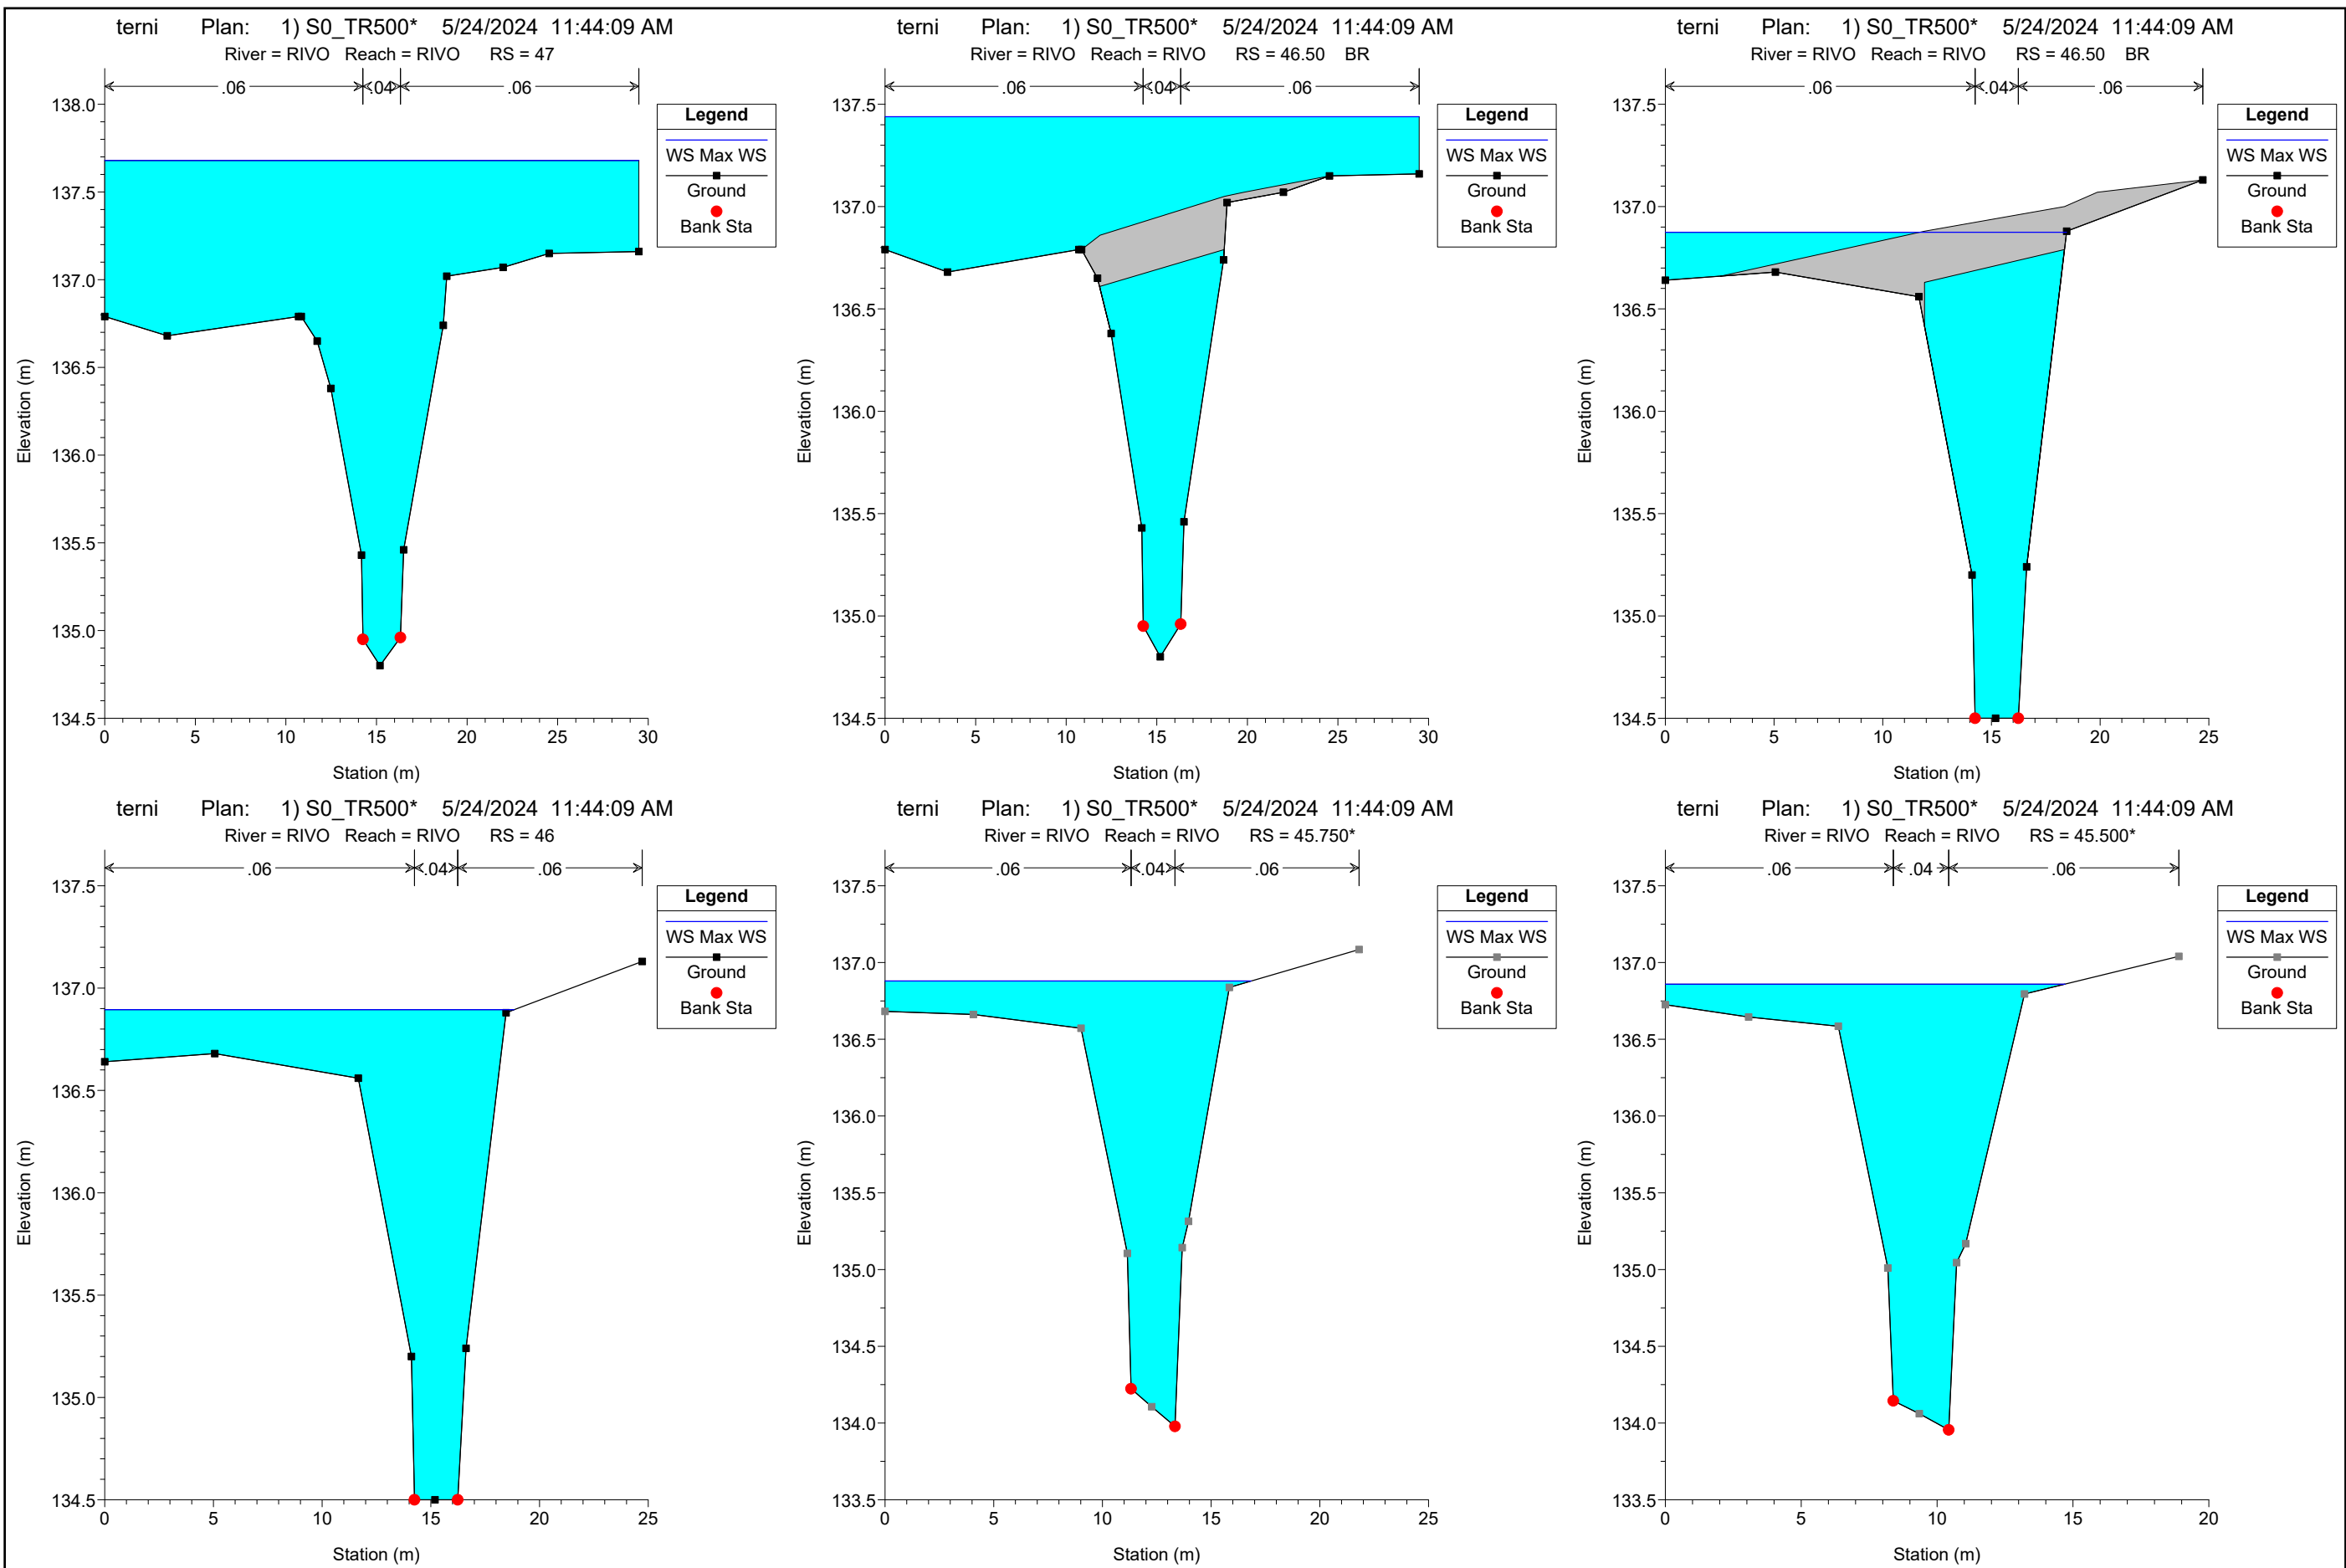 terni Plan: 1) S0_TR500* 5/24/2024 11:44:09 AM
River = RIVO Reach = RIVO RS = 47
.06 .04 .06
138.0
137.5
137.0
136.5
136.0
135.5
135.0
134.5
0 5 10 15 20 25 30
Elevation (m)
Station (m)
Legend
WS Max WS
Ground
Bank Sta
terni Plan: 1) S0_TR500* 5/24/2024 11:44:09 AM
River = RIVO Reach = RIVO RS = 46.50 BR
.06 .04 .06
137.5
137.0
136.5
136.0
135.5
135.0
134.5
0 5 10 15 20 25 30
Elevation (m)
Station (m)
Legend
WS Max WS
Ground
Bank Sta
terni Plan: 1) S0_TR500* 5/24/2024 11:44:09 AM
River = RIVO Reach = RIVO RS = 46.50 BR
.06 .04 .06
137.5
137.0
136.5
136.0
135.5
135.0
134.5
0 5 10 15 20 25
Elevation (m)
Station (m)
Legend
WS Max WS
Ground
Bank Sta
terni Plan: 1) S0_TR500* 5/24/2024 11:44:09 AM
River = RIVO Reach = RIVO RS = 46
.06 .04 .06
137.5
137.0
136.5
136.0
135.5
135.0
134.5
0 5 10 15 20 25
Elevation (m)
Station (m)
Legend
WS Max WS
Ground
Bank Sta
terni Plan: 1) S0_TR500* 5/24/2024 11:44:09 AM
River = RIVO Reach = RIVO RS = 45.750*
.06 .04 .06
137.5
137.0
136.5
136.0
135.5
135.0
134.5
134.0
133.5
0 5 10 15 20 25
Elevation (m)
Station (m)
Legend
WS Max WS
Ground
Bank Sta
terni Plan: 1) S0_TR500* 5/24/2024 11:44:09 AM
River = RIVO Reach = RIVO RS = 45.500*
.06 .04 .06
137.5
137.0
136.5
136.0
135.5
135.0
134.5
134.0
133.5
0 5 10 15 20
Elevation (m)
Station (m)
Legend
WS Max WS
Ground
Bank Sta